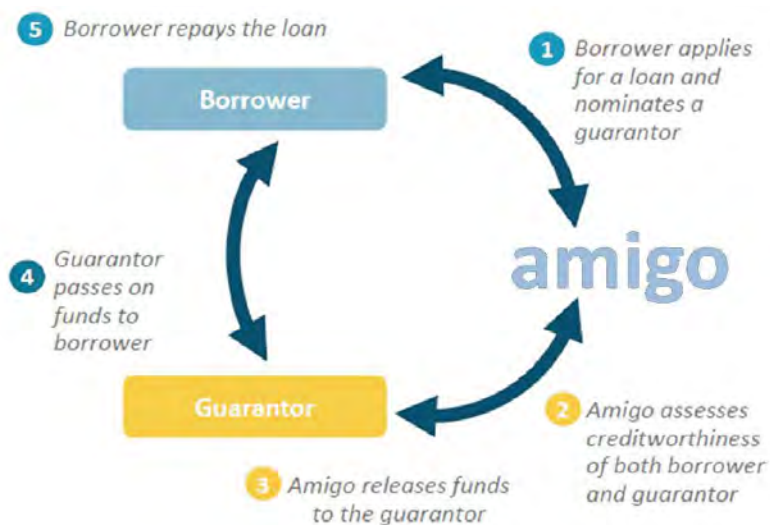 5 Borrower repays the loan
Borrower
1 Borrower applies
for a loan and
nominates a
guarantor
amigo
4 Guarantor
passes on
funds to
borrower
Guarantor
2 Amigo assesses
creditworthiness
of both borrower
and guarantor
3 Amigo releases funds
to the guarantor